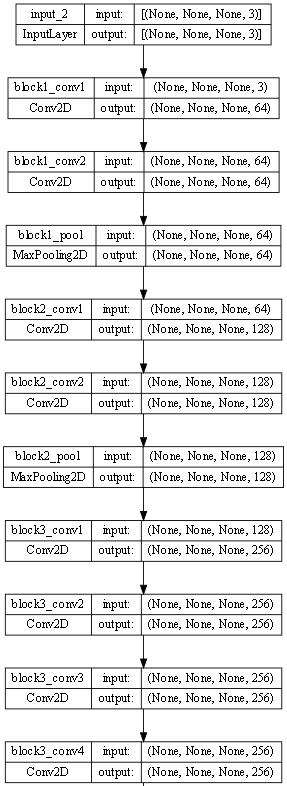 input_2 input: [(None, None, None, 3)]
InputLayer output: [(None, None, None, 3)]
block1_conv1 input: (None, None, None, 3)
Conv2D output: (None, None, None, 64)
block1_conv2 input: (None, None, None, 64)
Conv2D output: (None, None, None, 64)
block1_pool input: (None, None, None, 64)
MaxPooling2D output: (None, None, None, 64)
block2_conv1 input: (None, None, None, 64)
Conv2D output: (None, None, None, 128)
block2_conv2 input: (None, None, None, 128)
Conv2D output: (None, None, None, 128)
block2_pool input: (None, None, None, 128)
MaxPooling2D output: (None, None, None, 128)
block3_conv1 input: (None, None, None, 128)
Conv2D output: (None, None, None, 256)
block3_conv2 input: (None, None, None, 256)
Conv2D output: (None, None, None, 256)
block3_conv3 input: (None, None, None, 256)
Conv2D output: (None, None, None, 256)
block3_conv4 input: (None, None, None, 256)
Conv2D output: (None, None, None, 256)